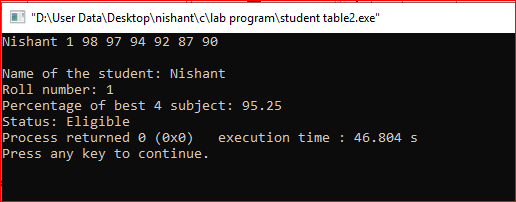 "D:\User Data\Desktop\nishant\c\lab program\student table2.exe"
Nishant 1 98 97 94 92 87 90
Name of the student: Nishant
Roll number: 1
Percentage of best 4 subject: 95.25
Status: Eligible
Process returned 0 (0x0)   execution time : 46.804 s
Press any key to continue.